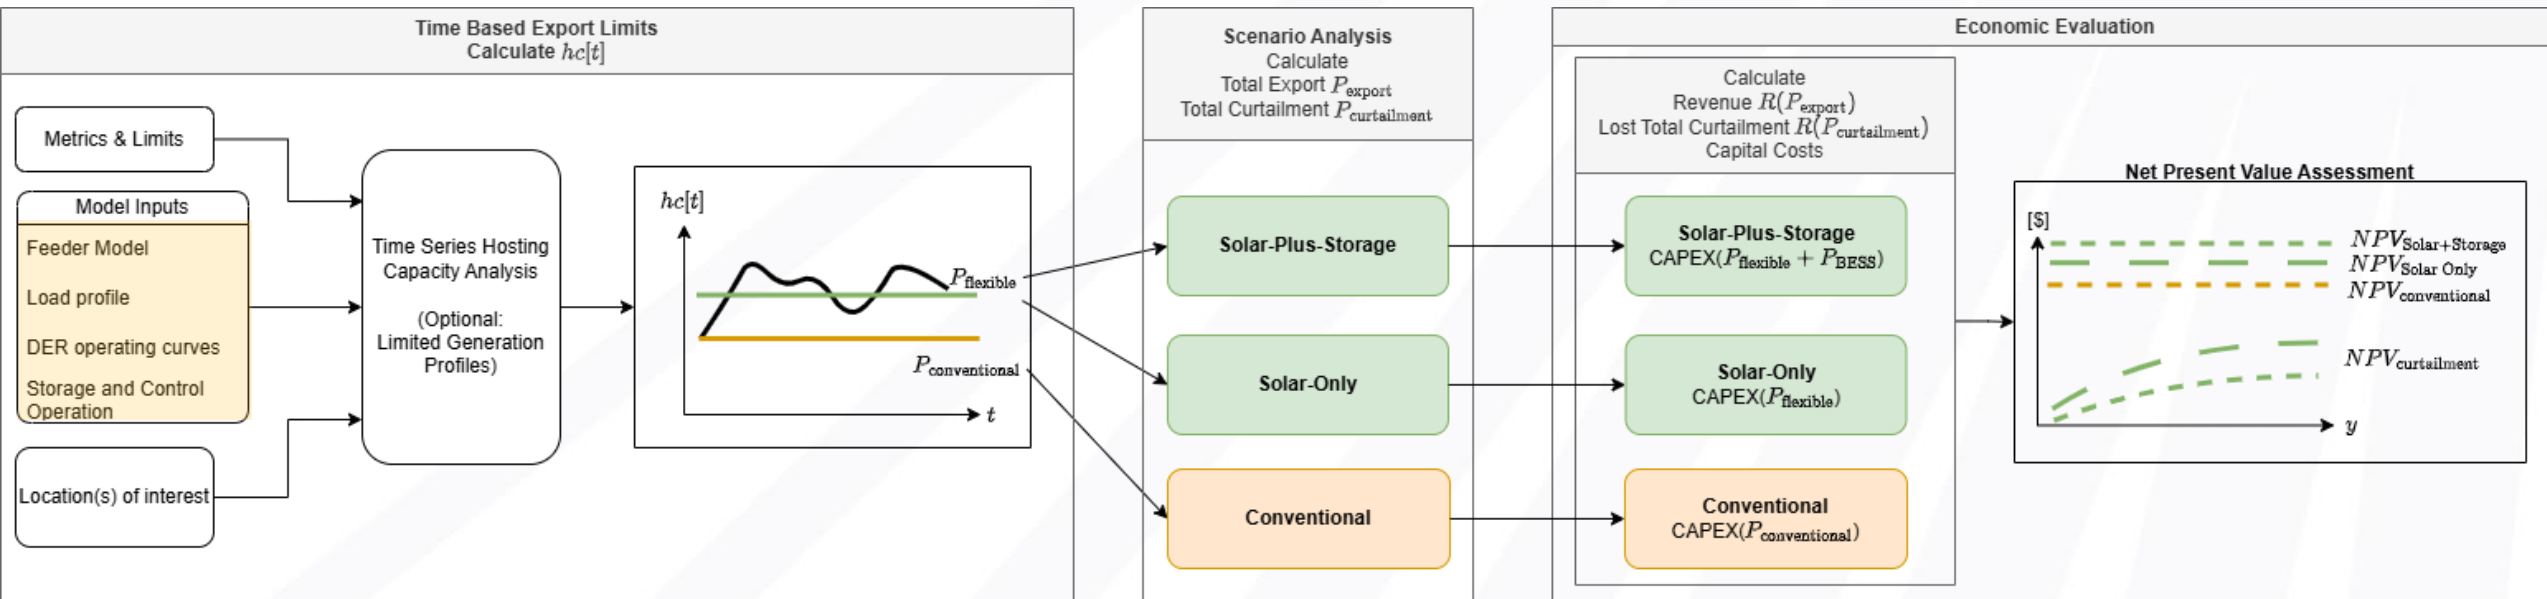 Time Based Export Limits
Calculate hc[t]
Metrics & Limits
Model Inputs
Feeder Model
Load profile
DER operating curves
Storage and Control
Operation
Location(s) of interest
Time Series Hosting
Capacity Analysis
(Optional:
Limited Generation
Profiles)
hc[t]
P_flexible
P_conventional
t
Scenario Analysis
Calculate
Total Export P_export
Total Curtailment P_curtailment
Solar-Plus-Storage
Solar-Only
Conventional
Economic Evaluation
Calculate
Revenue R(P_export)
Lost Total Curtailment R(P_curtailment)
Capital Costs
Solar-Plus-Storage
CAPEX(P_flexible + P_BESS)
Solar-Only
CAPEX(P_flexible)
Conventional
CAPEX(P_conventional)
Net Present Value Assessment
[$]
NPV_Solar+Storage
NPV_Solar Only
NPV_conventional
NPV_curtailment
y